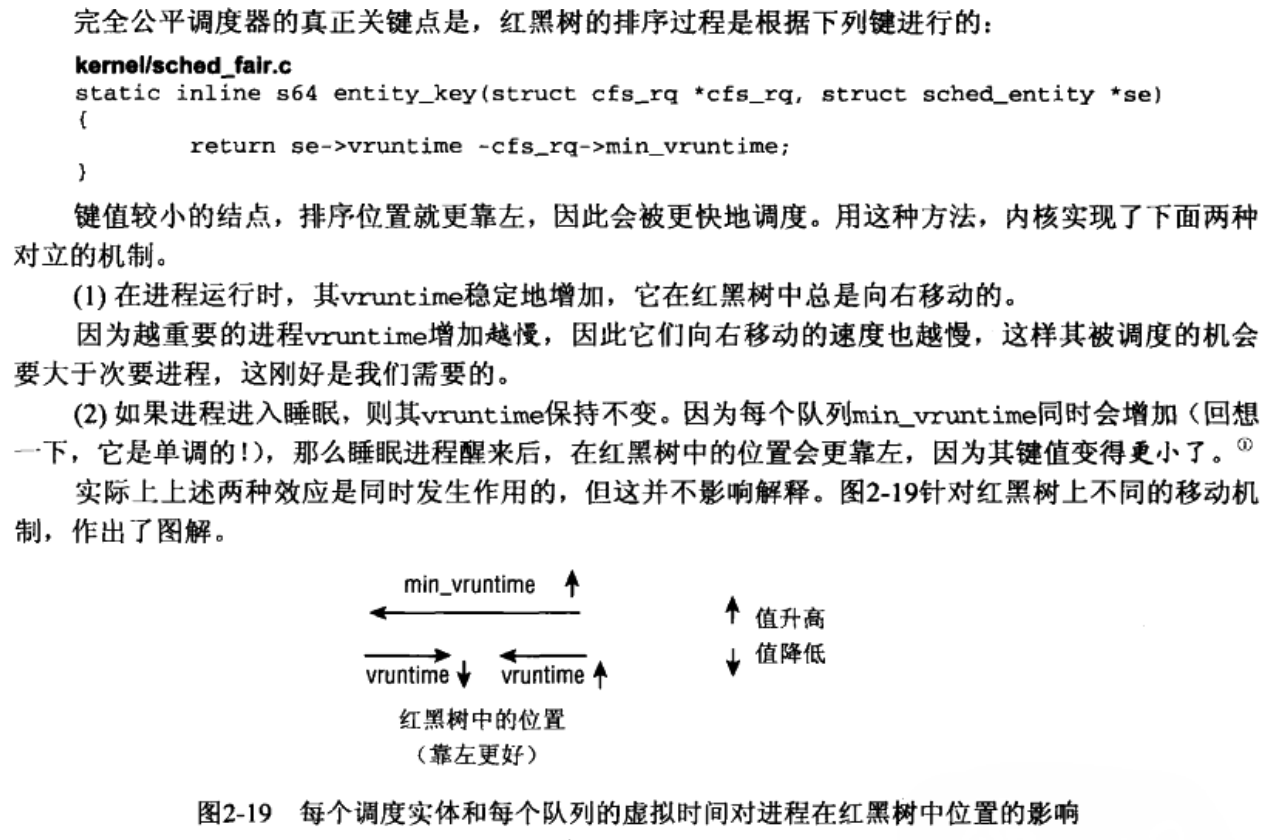 完全公平调度器的真正关键点是，红黑树的排序过程是根据下列键进行的：
kernel/sched_fair.c
static inline s64 entity_key(struct cfs_rq *cfs_rq, struct sched_entity *se)
{
return se->vruntime -cfs_rq->min_vruntime;
}
键值较小的结点，排序位置就更靠左，因此会被更快地调度。用这种方法，内核实现了下面两种
对立的机制。
(1) 在进程运行时，其vruntime稳定地增加，它在红黑树中总是向右移动的。
因为越重要的进程vruntime增加越慢，因此它们向右移动的速度也越慢，这样其被调度的机会
要大于次要进程，这刚好是我们需要的。
(2) 如果进程进入睡眠，则其vruntime保持不变。因为每个队列min_vruntime同时会增加（回想
一下，它是单调的!），那么睡眠进程醒来后，在红黑树中的位置会更靠左，因为其键值变得更小了。①
实际上上述两种效应是同时发生作用的，但这并不影响解释。图2-19针对红黑树上不同的移动机
制，作出了图解。
min_vruntime ↑
↑ 值升高
↓ 值降低
vruntime ↓ vruntime ↑
红黑树中的位置
（靠左更好）
图2-19 每个调度实体和每个队列的虚拟时间对进程在红黑树中位置的影响